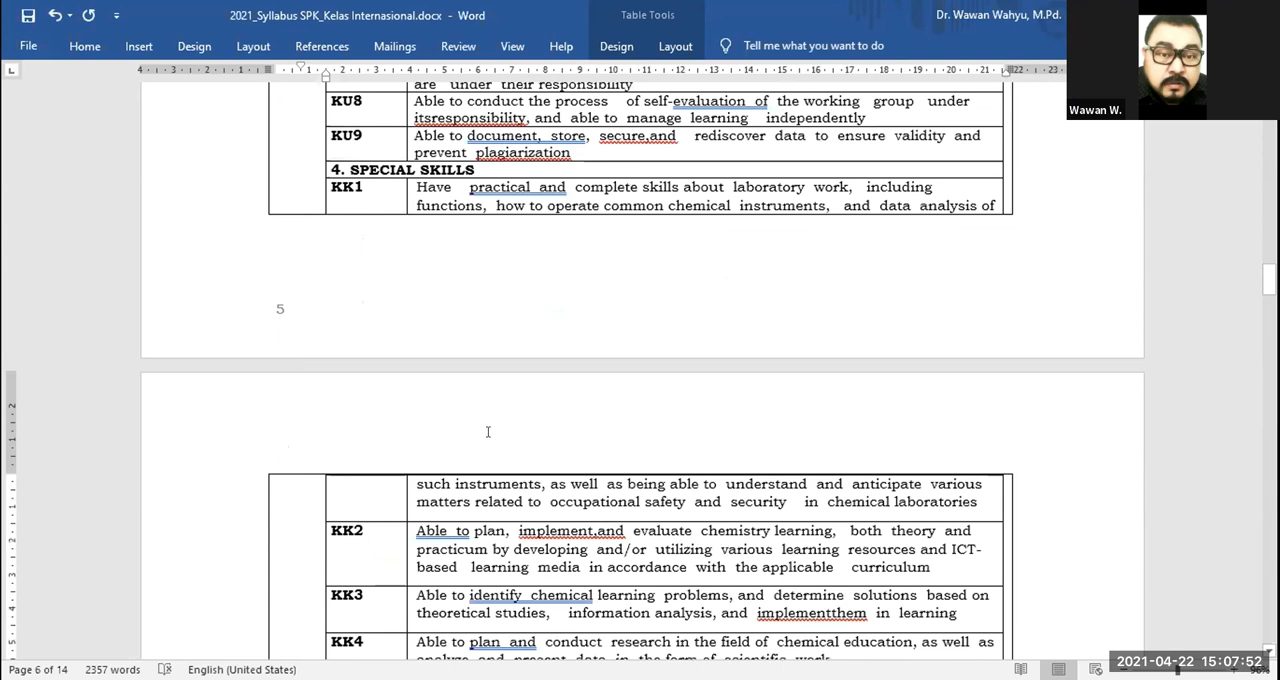 2021_Syllabus SPK_Kelas Internasional.docx - Word
Table Tools
Dr. Wawan Wahyu, M.Pd.
File Home Insert Design Layout References Mailings Review View Help Design Layout Tell me what you want to do
Wawan W.
are under their responsibility
KU8 Able to conduct the process of self-evaluation of the working group under
itsresponsibility, and able to manage learning independently
KU9 Able to document, store, secure,and rediscover data to ensure validity and
prevent plagiarization
4. SPECIAL SKILLS
KK1 Have practical and complete skills about laboratory work, including
functions, how to operate common chemical instruments, and data analysis of
5
such instruments, as well as being able to understand and anticipate various
matters related to occupational safety and security in chemical laboratories
KK2 Able to plan, implement,and evaluate chemistry learning, both theory and
practicum by developing and/or utilizing various learning resources and ICT-
based learning media in accordance with the applicable curriculum
KK3 Able to identify chemical learning problems, and determine solutions based on
theoretical studies, information analysis, and implementthem in learning
KK4 Able to plan and conduct research in the field of chemical education, as well as
analyze and present data in the form of scientific work
Page 6 of 14 2357 words English (United States)
2021-04-22 15:07:52